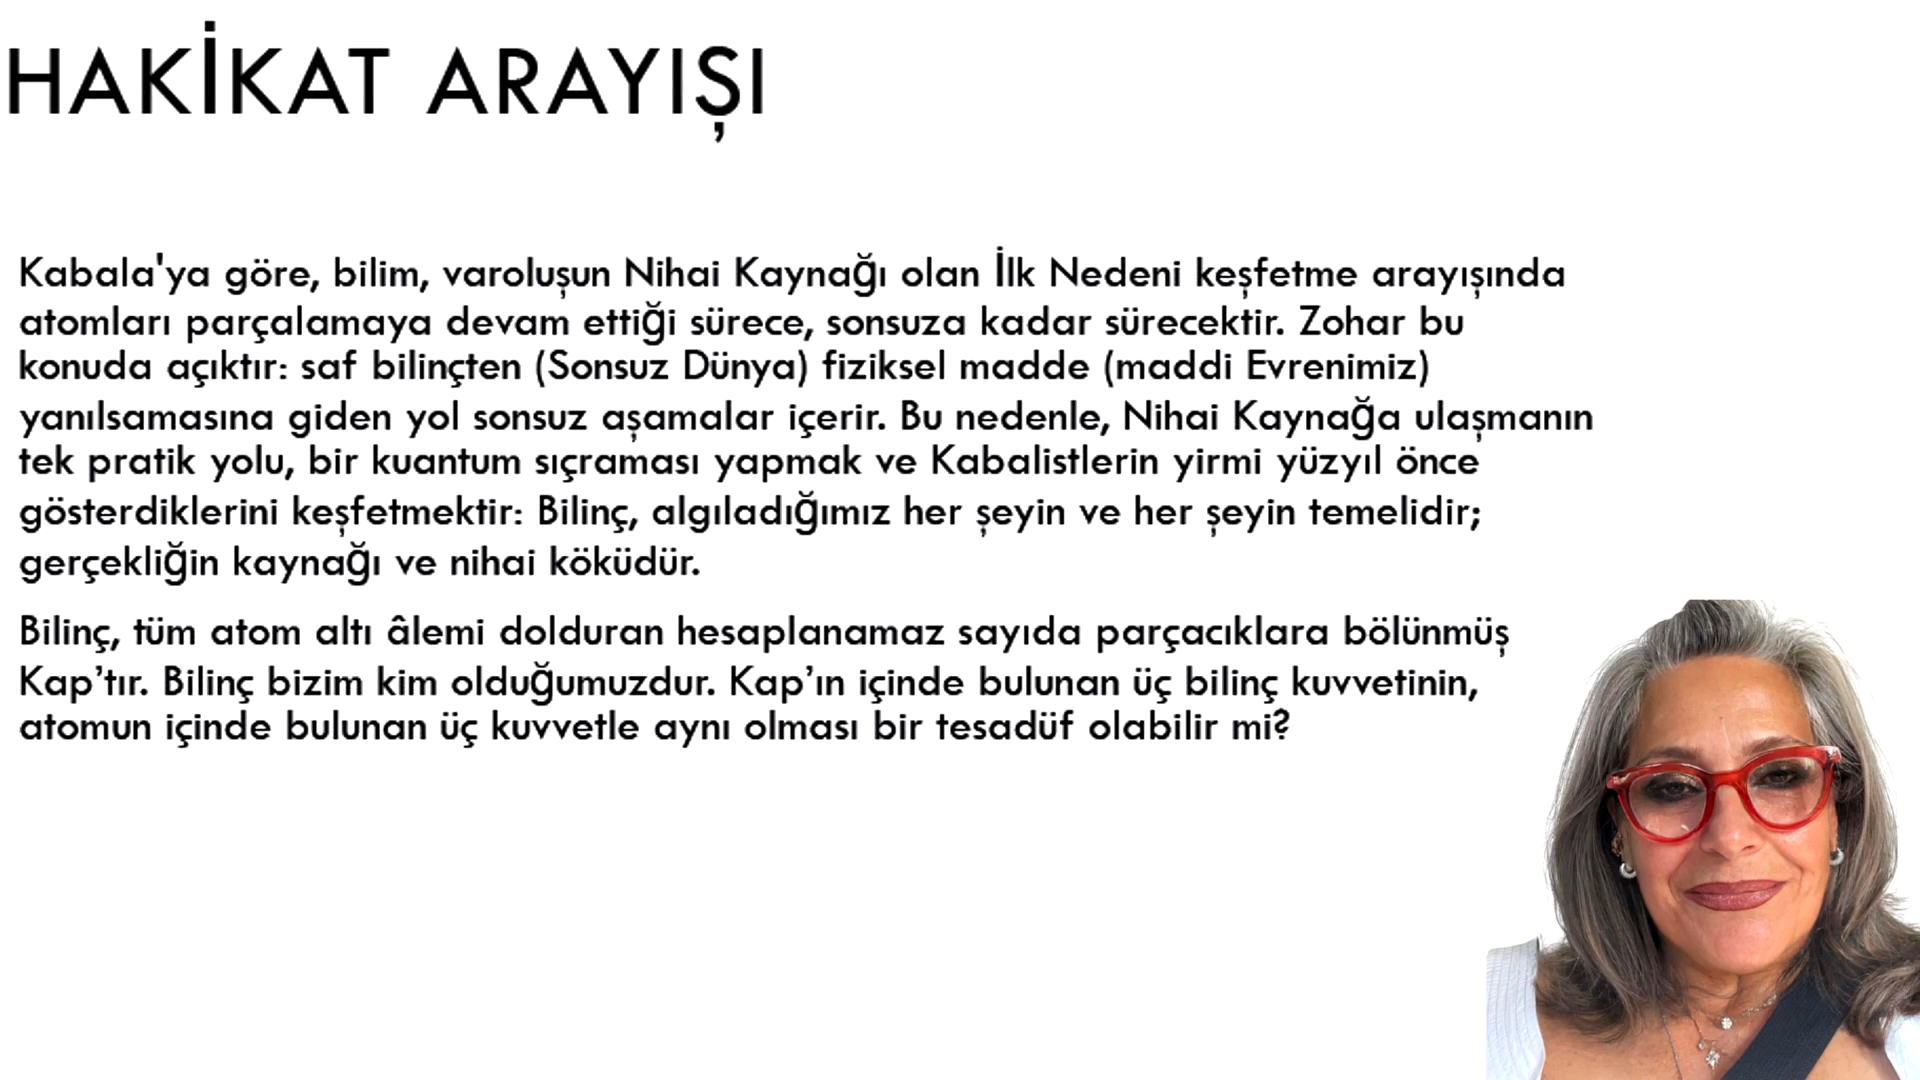 HAKİKAT ARAYIŞI
Kabala'ya göre, bilim, varoluşun Nihai Kaynağı olan İlk Nedeni keşfetme arayışında
atomları parçalamaya devam ettiği sürece, sonsuza kadar sürecektir. Zohar bu
konuda açıktır: saf bilinçten (Sonsuz Dünya) fiziksel madde (maddi Evrenimiz)
yanılsamasına giden yol sonsuz aşamalar içerir. Bu nedenle, Nihai Kaynağa ulaşmanın
tek pratik yolu, bir kuantum sıçraması yapmak ve Kabalistlerin yirmi yüzyıl önce
gösterdiklerini keşfetmektir: Bilinç, algıladığımız her şeyin ve her şeyin temelidir;
gerçekliğin kaynağı ve nihai köküdür.
Bilinç, tüm atom altı âlemi dolduran hesaplanamaz sayıda parçacıklara bölünmüş
Kap’tır. Bilinç bizim kim olduğumuzdur. Kap’ın içinde bulunan üç bilinç kuvvetinin,
atomun içinde bulunan üç kuvvetle aynı olması bir tesadüf olabilir mi?